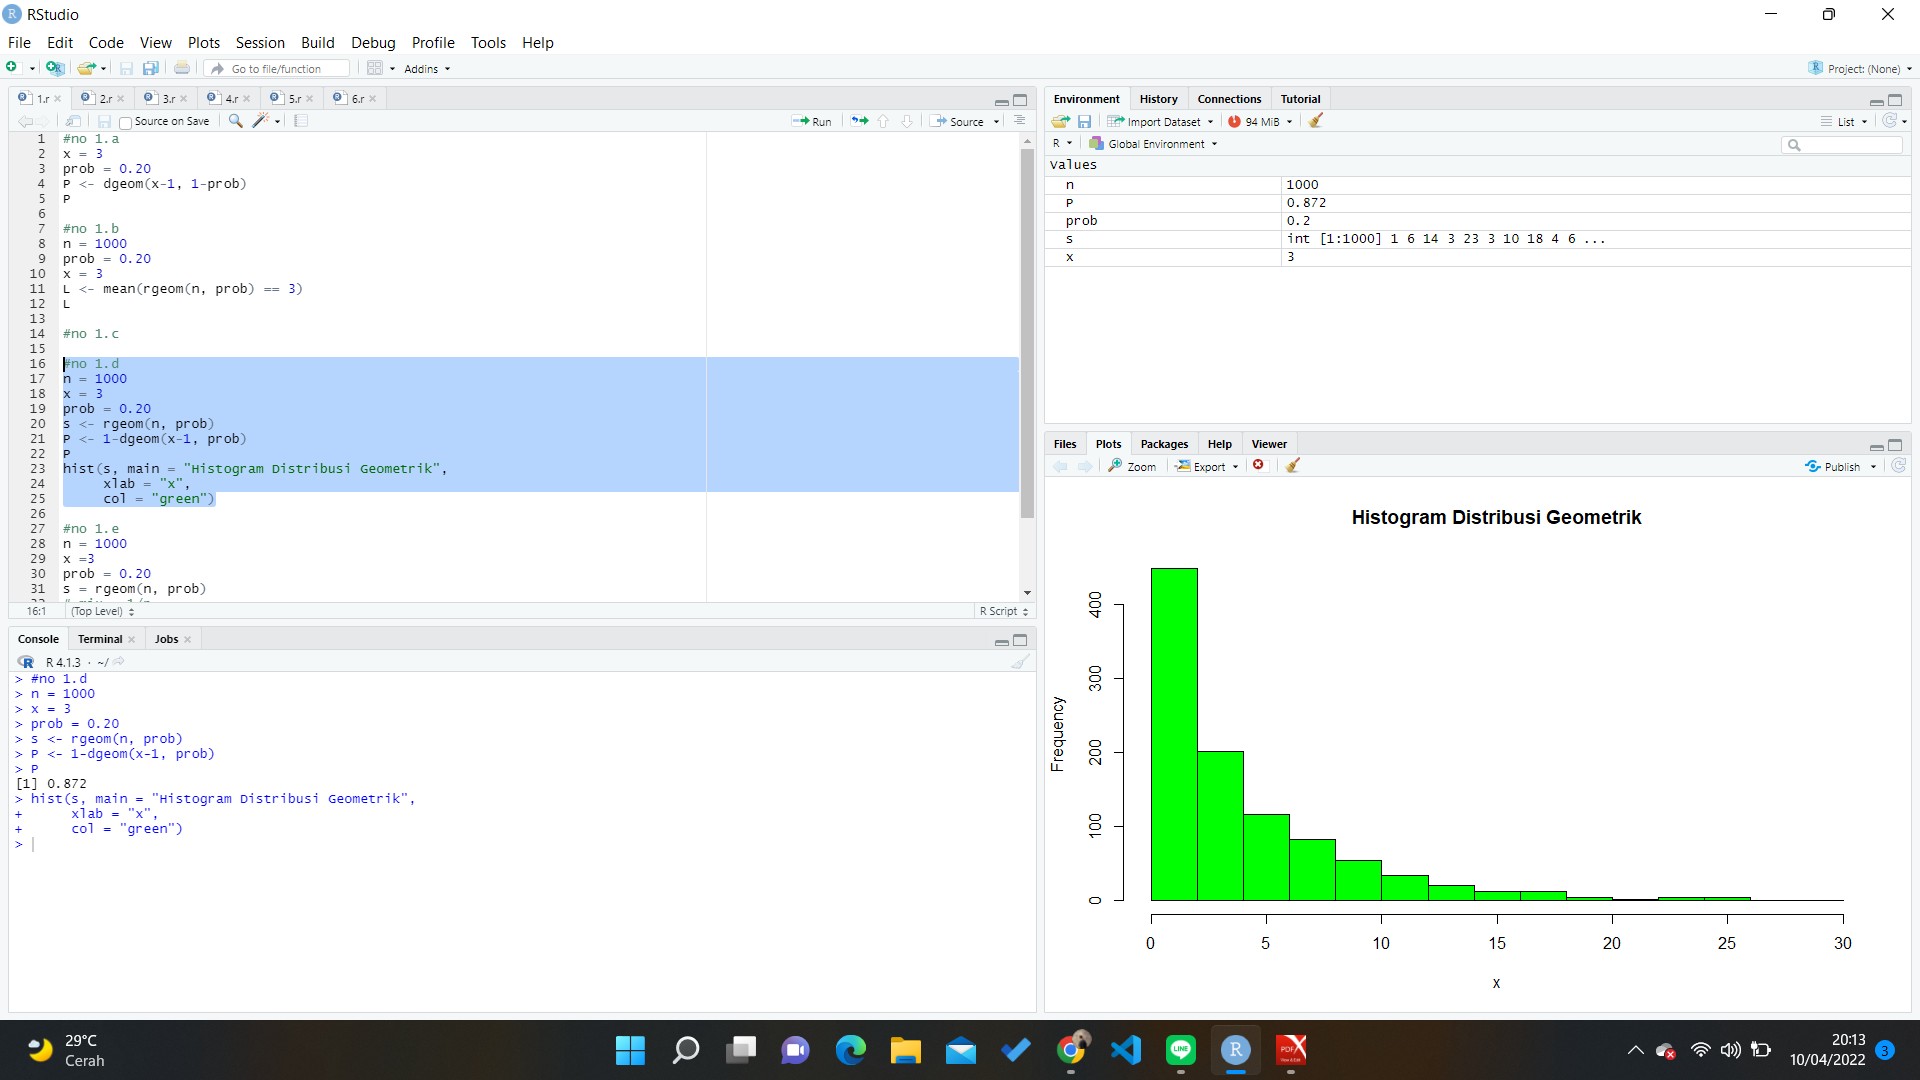 RStudio
File Edit Code View Plots Session Build Debug Profile Tools Help
Go to file/function Addins Project: (None)
1.r 2.r 3.r 4.r 5.r 6.r
Source on Save Run Source
1 #no 1.a
2 x = 3
3 prob = 0.20
4 P <- dgeom(x-1, 1-prob)
5 P
6
7 #no 1.b
8 n = 1000
9 prob = 0.20
10 x = 3
11 L <- mean(rgeom(n, prob) == 3)
12 L
13
14 #no 1.c
15
16 #no 1.d
17 n = 1000
18 x = 3
19 prob = 0.20
20 s <- rgeom(n, prob)
21 P <- 1-dgeom(x-1, prob)
22 P
23 hist(s, main = "Histogram Distribusi Geometrik",
24 xlab = "x",
25 col = "green")
26
27 #no 1.e
28 n = 1000
29 x =3
30 prob = 0.20
31 s = rgeom(n, prob)
16:1 (Top Level) R Script
Console Terminal Jobs
R 4.1.3 · ~/
> #no 1.d
> n = 1000
> x = 3
> prob = 0.20
> s <- rgeom(n, prob)
> P <- 1-dgeom(x-1, prob)
> P
[1] 0.872
> hist(s, main = "Histogram Distribusi Geometrik",
+ xlab = "x",
+ col = "green")
>
Environment History Connections Tutorial
Import Dataset 94 MiB List
R Global Environment
Values
n 1000
P 0.872
prob 0.2
s int [1:1000] 1 6 14 3 23 3 10 18 4 6 ...
x 3
Files Plots Packages Help Viewer
Zoom Export Publish
Histogram Distribusi Geometrik
Frequency
400
300
200
100
0
0 5 10 15 20 25 30
x
29°C
Cerah
LINE
R
PDF
20:13
10/04/2022
3